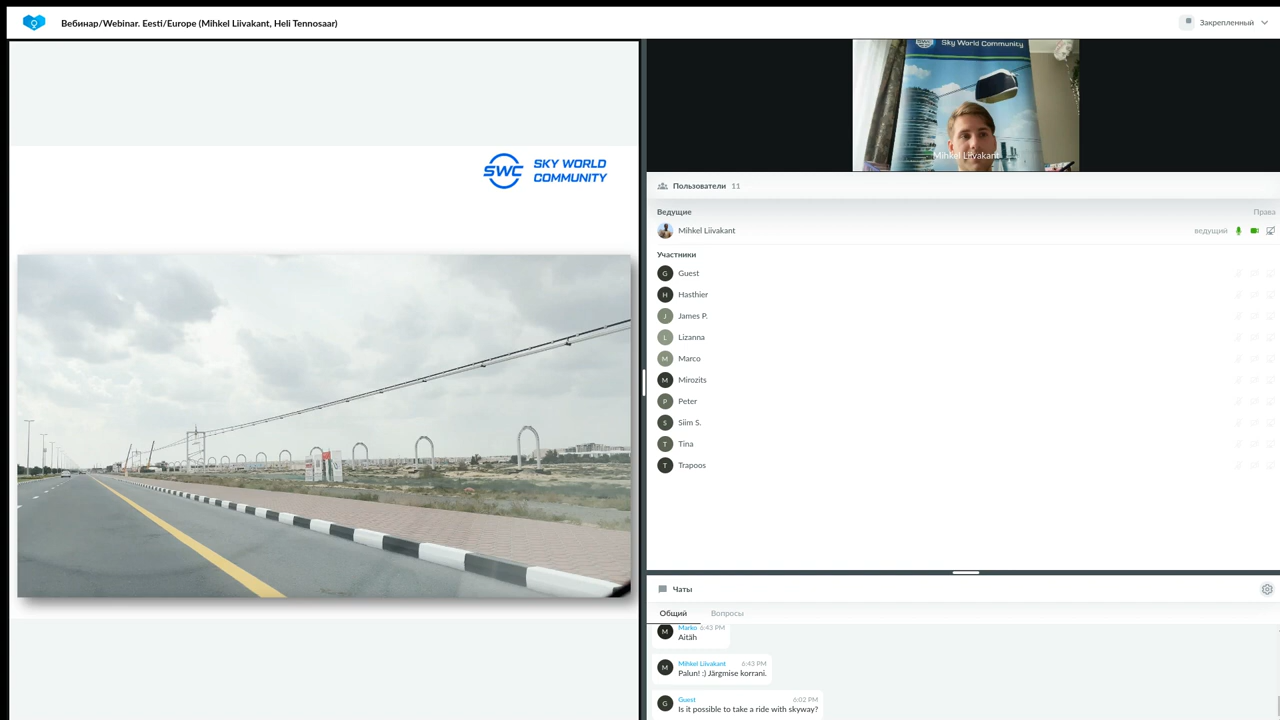 Вебинар/Webinar. Eesti/Europe (Mihkel Liivakant, Heli Tennosaar)
Закрепленный
SWC SKY WORLD
COMMUNITY
Sky World Community
Mihkel Liivakant
Пользователи 11
Ведущие Права
Mihkel Liivakant ведущий
Участники
G Guest
H Hasthier
J James P.
L Lizanna
M Marco
M Mirozits
P Peter
S Siim S.
T Tina
T Trapoos
Чаты
Общий Вопросы
M Marko 6:43 PM
Aitäh
M Mihkel Liivakant 6:43 PM
Palun! :) Järgmise korrani.
G Guest 6:02 PM
Is it possible to take a ride with skyway?